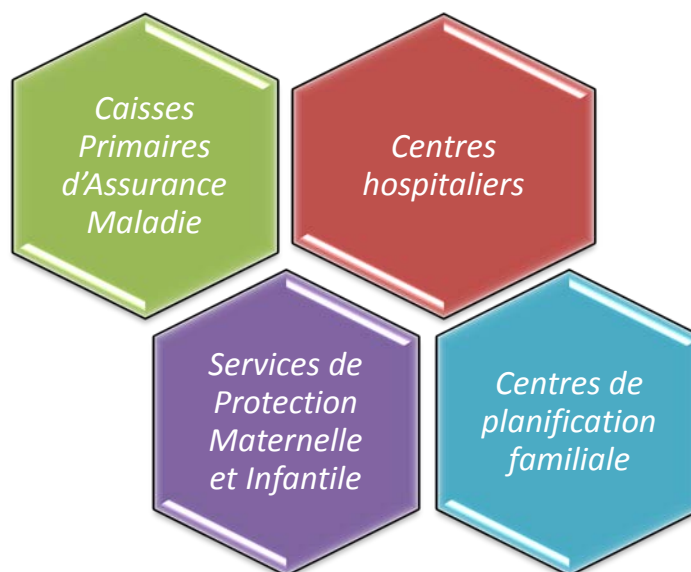 Caisses
Primaires
d’Assurance
Maladie
Centres
hospitaliers
Services de
Protection
Maternelle
et Infantile
Centres de
planification
familiale